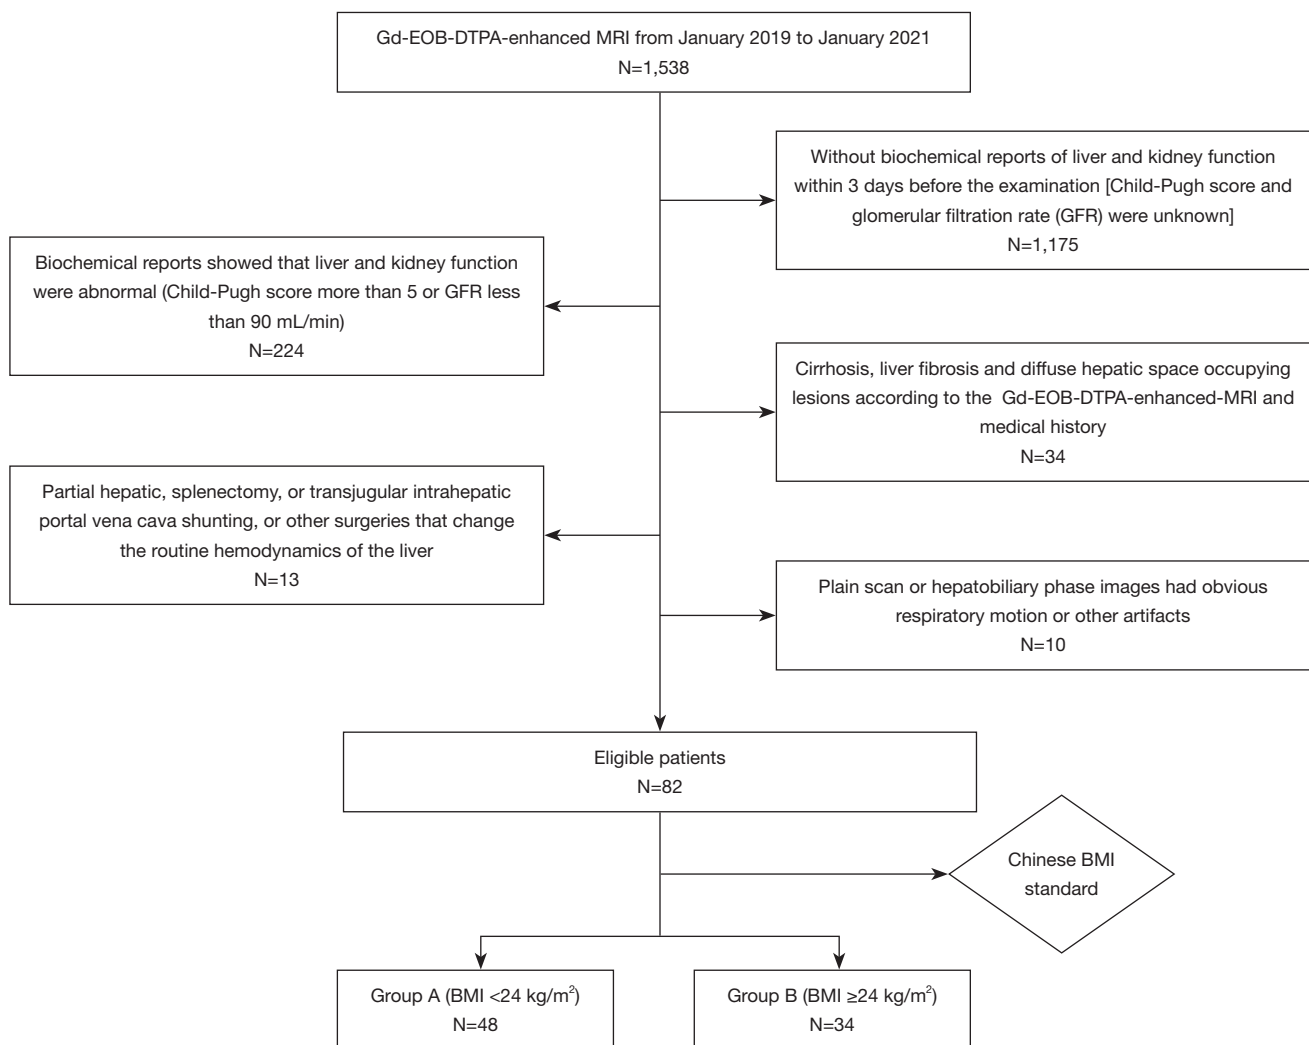 Gd-EOB-DTPA-enhanced MRI from January 2019 to January 2021
N=1,538
Without biochemical reports of liver and kidney function
within 3 days before the examination [Child-Pugh score and
glomerular filtration rate (GFR) were unknown]
N=1,175
Biochemical reports showed that liver and kidney function
were abnormal (Child-Pugh score more than 5 or GFR less
than 90 mL/min)
N=224
Cirrhosis, liver fibrosis and diffuse hepatic space occupying
lesions according to the Gd-EOB-DTPA-enhanced-MRI and
medical history
N=34
Partial hepatic, splenectomy, or transjugular intrahepatic
portal vena cava shunting, or other surgeries that change
the routine hemodynamics of the liver
N=13
Plain scan or hepatobiliary phase images had obvious
respiratory motion or other artifacts
N=10
Eligible patients
N=82
Chinese BMI
standard
Group A (BMI <24 kg/m²)
N=48
Group B (BMI ≥24 kg/m²)
N=34